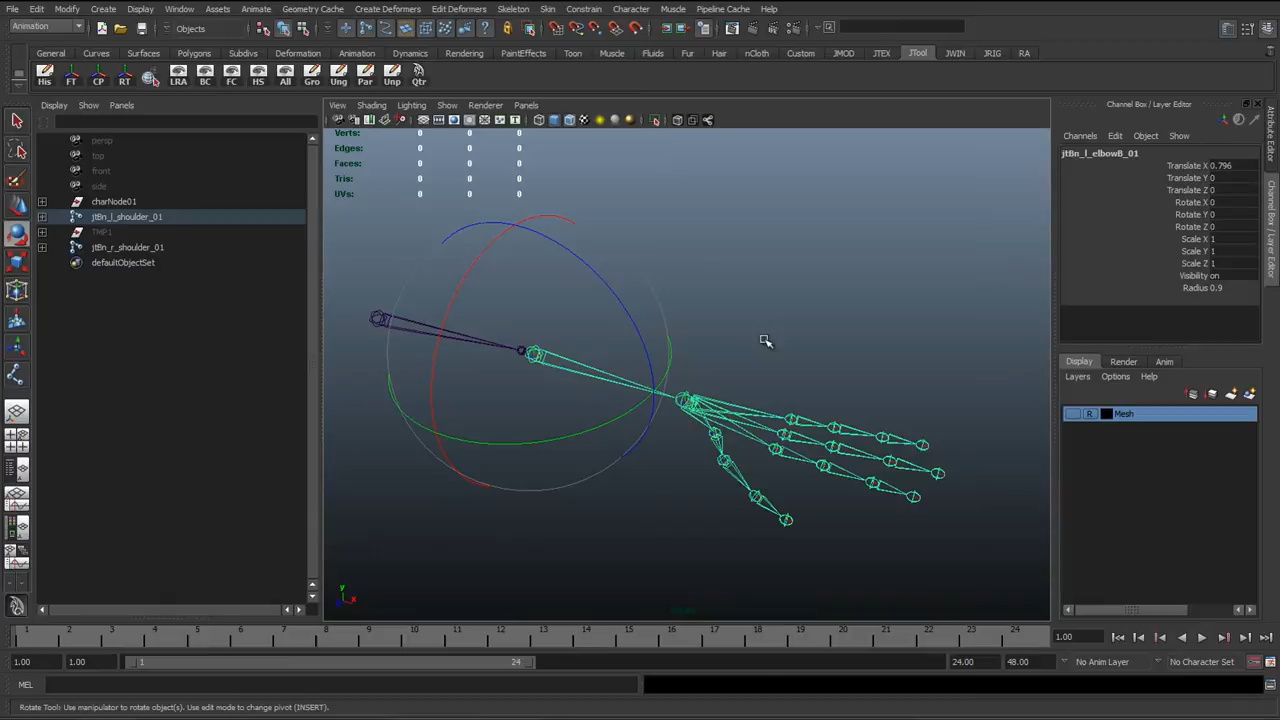 File Edit Modify Create Display Window Assets Animate Geometry Cache Create Deformers Edit Deformers Skeleton Skin Constrain Character Muscle Pipeline Cache Help
Animation Objects
General Curves Surfaces Polygons Subdivs Deformation Animation Dynamics Rendering PaintEffects Toon Muscle Fluids Fur Hair nCloth Custom JMOD JTEX JTool JWIN JRIG RA
His FT CP RT LRA BC FC HS All Gro Ung Par Unp Qtr
Display Show Panels
persp
top
front
side
charNode01
jtBn_l_shoulder_01
TMP1
jtBn_r_shoulder_01
defaultObjectSet
View Shading Lighting Show Renderer Panels
Verts: 0 0 0
Edges: 0 0 0
Faces: 0 0 0
Tris: 0 0 0
UVs: 0 0 0
y
x
Channel Box / Layer Editor
Channels Edit Object Show
jtBn_l_elbowB_01
Translate X 0.796
Translate Y 0
Translate Z 0
Rotate X 0
Rotate Y 0
Rotate Z 0
Scale X 1
Scale Y 1
Scale Z 1
Visibility on
Radius 0.9
Display Render Anim
Layers Options Help
R Mesh
Attribute Editor
Channel Box / Layer Editor
1 2 3 4 5 6 7 8 9 10 11 12 13 14 15 16 17 18 19 20 21 22 23 24 1.00
1.00 1.00 1 24 24.00 48.00 No Anim Layer No Character Set
MEL
Rotate Tool: Use manipulator to rotate object(s). Use edit mode to change pivot (INSERT).